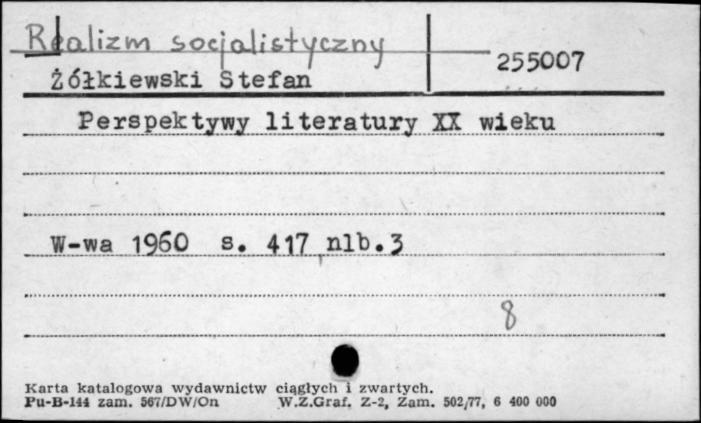 Realizm socjalistyczny
255007
Żółkiewski Stefan
Perspektywy literatury XX wieku
W-wa 1960 s. 417 nlb.3
8
Karta katalogowa wydawnictw ciągłych i zwartych.
Pu-B-144 zam. 567/DW/On W.Z.Graf. Z-2, Zam. 502/77, 6 400 000